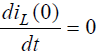 di_L(0)/dt = 0